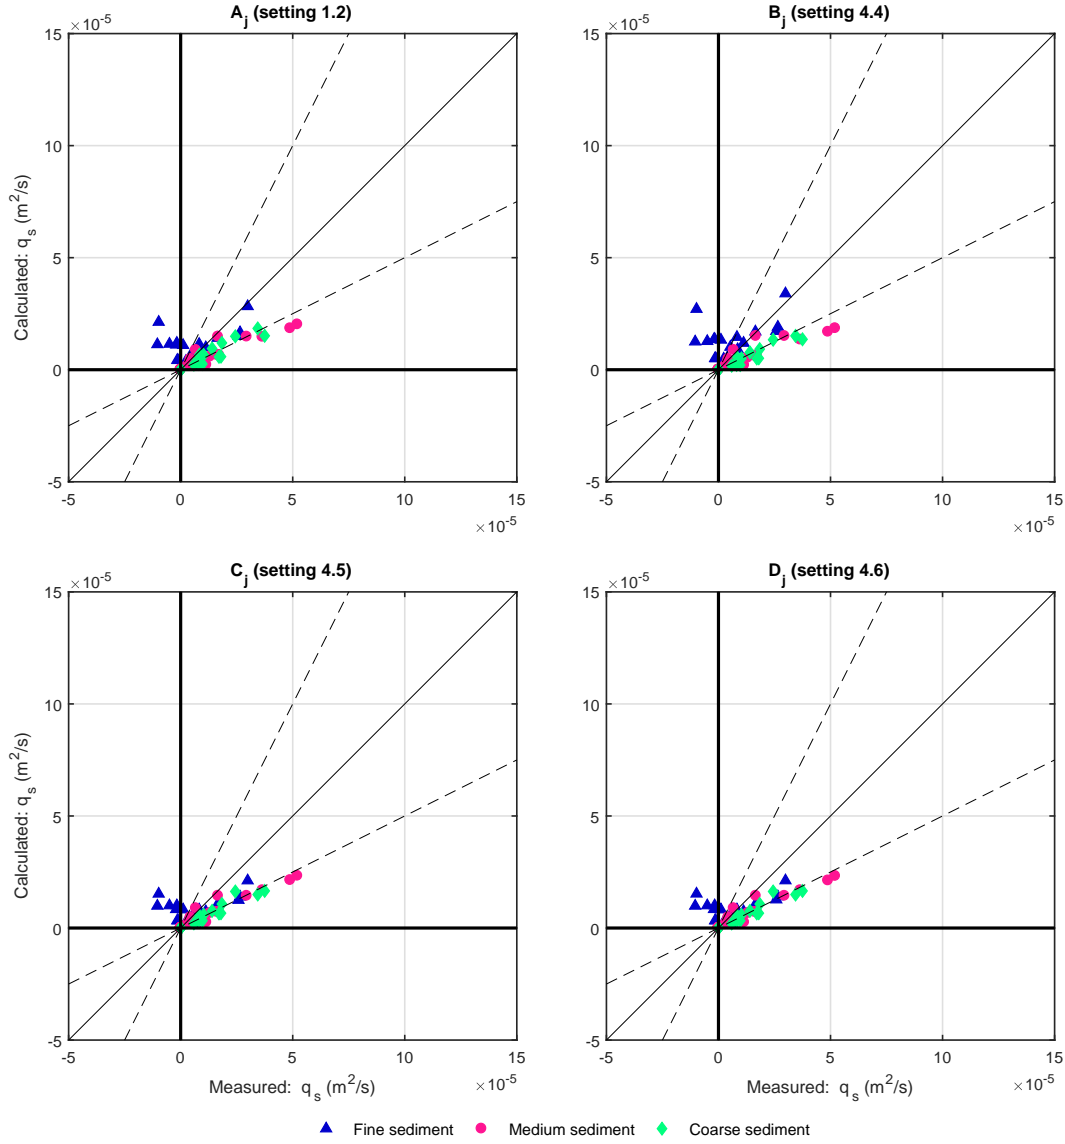 A_j (setting 1.2)
×10^-5
15
10
5
0
-5
Calculated: q_s (m^2/s)
-5 0 5 10 15
×10^-5
B_j (setting 4.4)
×10^-5
15
10
5
0
-5
-5 0 5 10 15
×10^-5
C_j (setting 4.5)
×10^-5
15
10
5
0
-5
Calculated: q_s (m^2/s)
-5 0 5 10 15
Measured: q_s (m^2/s)
×10^-5
D_j (setting 4.6)
×10^-5
15
10
5
0
-5
-5 0 5 10 15
Measured: q_s (m^2/s)
×10^-5
Fine sediment Medium sediment Coarse sediment